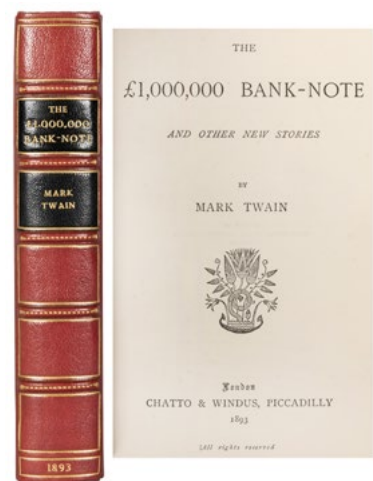 THE
£1,000,000
BANK-NOTE
MARK
TWAIN
1893
THE
£1,000,000 BANK-NOTE
AND OTHER NEW STORIES
BY
MARK TWAIN
London
CHATTO & WINDUS, PICCADILLY
1893
[All rights reserved